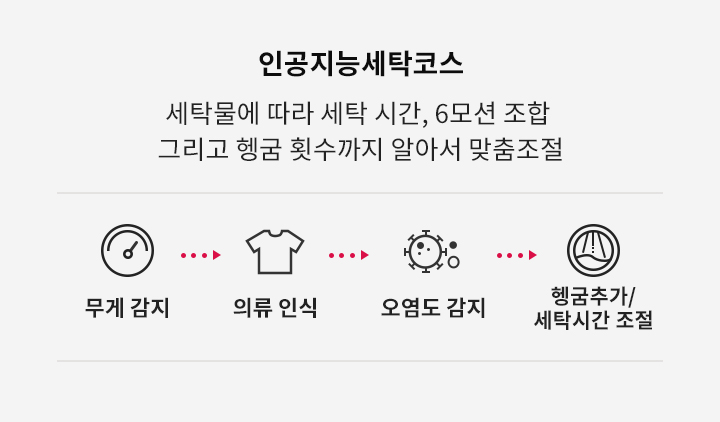 인공지능세탁코스
세탁물에 따라 세탁 시간, 6모션 조합
그리고 헹굼 횟수까지 알아서 맞춤조절
무게 감지
의류 인식
오염도 감지
헹굼추가/
세탁시간 조절